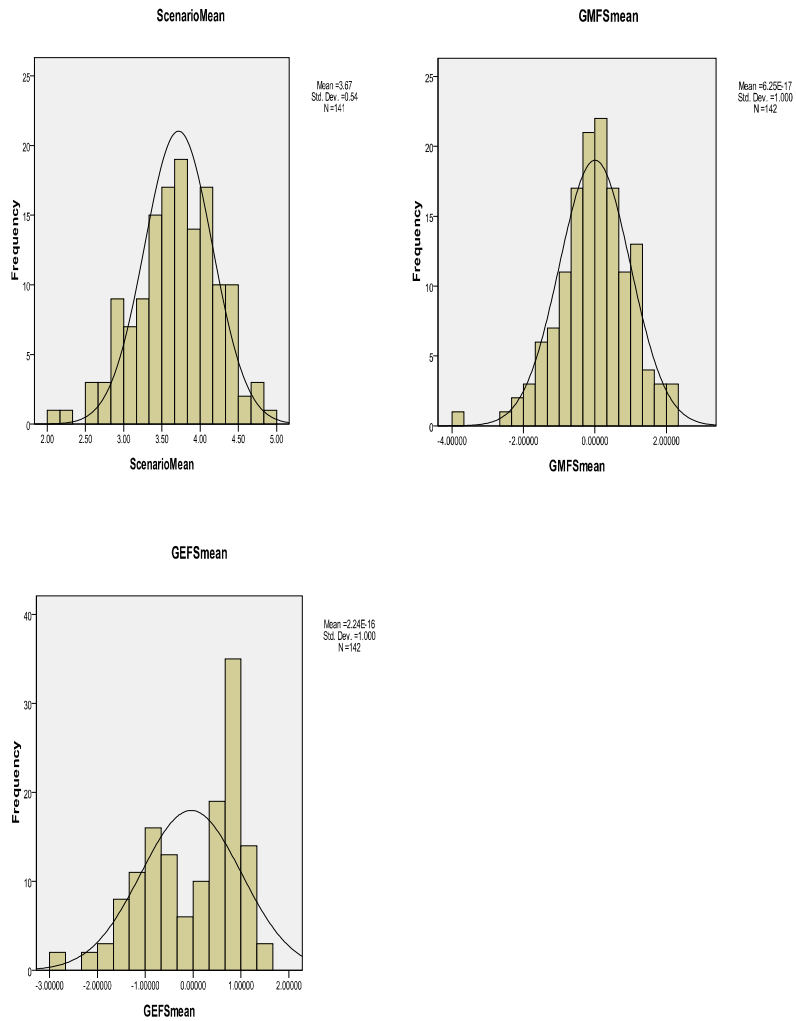 ScenarioMean
Mean =3.67
Std. Dev. =0.54
N =141
25
20
15
10
5
0
Frequency
2.00 2.50 3.00 3.50 4.00 4.50 5.00
ScenarioMean
GMFSmean
Mean =6.25E-17
Std. Dev. =1.000
N =142
25
20
15
10
5
0
Frequency
-4.00000 -2.00000 0.00000 2.00000
GMFSmean
GEFSmean
Mean =2.24E-16
Std. Dev. =1.000
N =142
40
30
20
10
0
Frequency
-3.00000 -2.00000 -1.00000 0.00000 1.00000 2.00000
GEFSmean